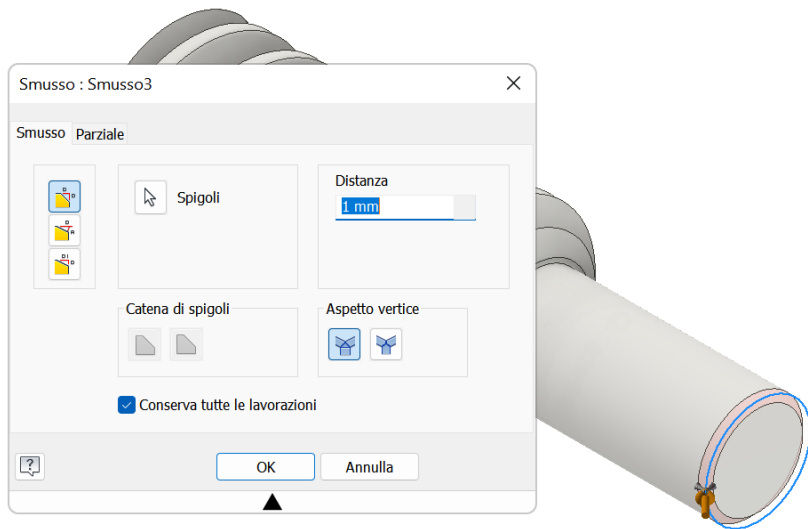 Smusso : Smusso3
Smusso Parziale
Spigoli
Distanza
1 mm
Catena di spigoli
Aspetto vertice
Conserva tutte le lavorazioni
? OK Annulla